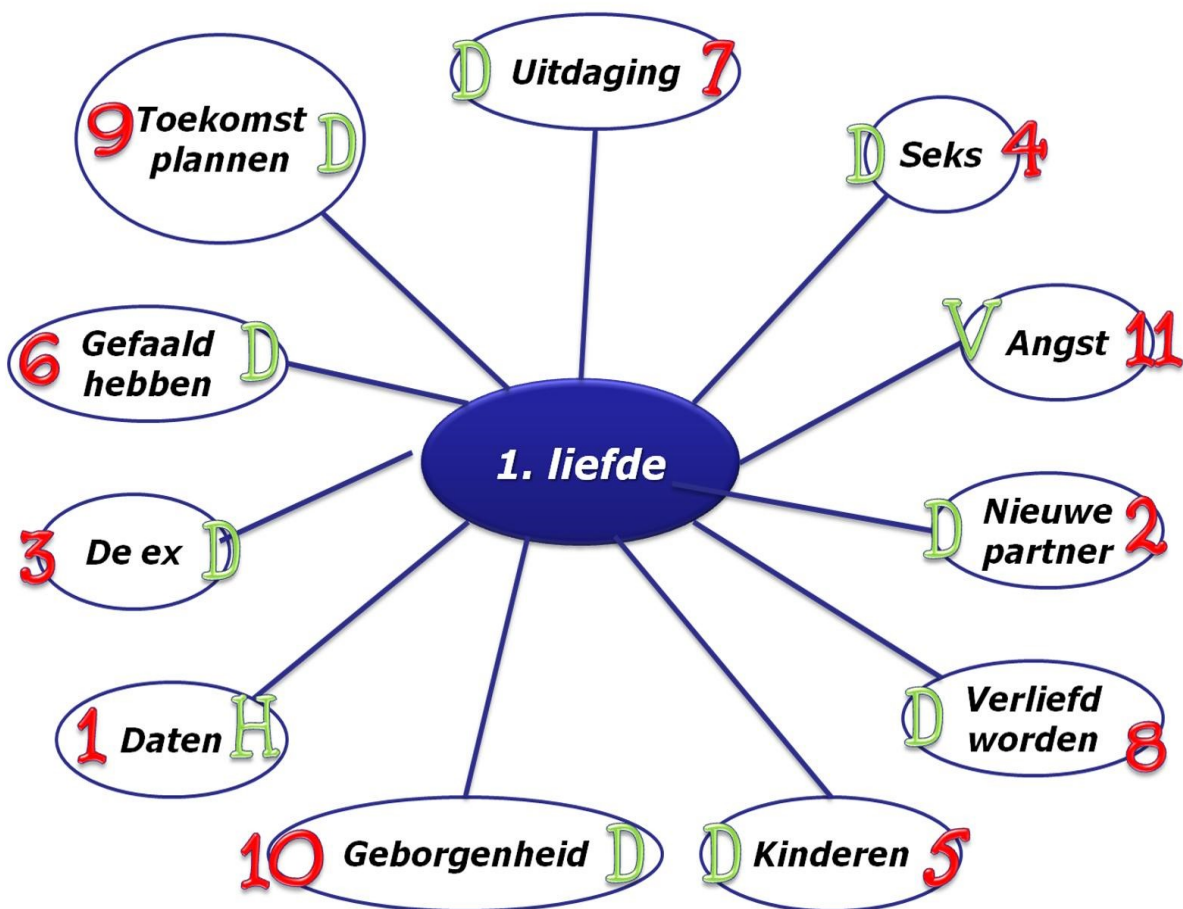 D Uitdaging 7
9 Toekomst
plannen D
D Seks 4
6 Gefaald
hebben D
V Angst 11
1. liefde
3 De ex D
D Nieuwe
partner 2
1 Daten H
D Verliefd
worden 8
10 Geborgenheid D
D Kinderen 5